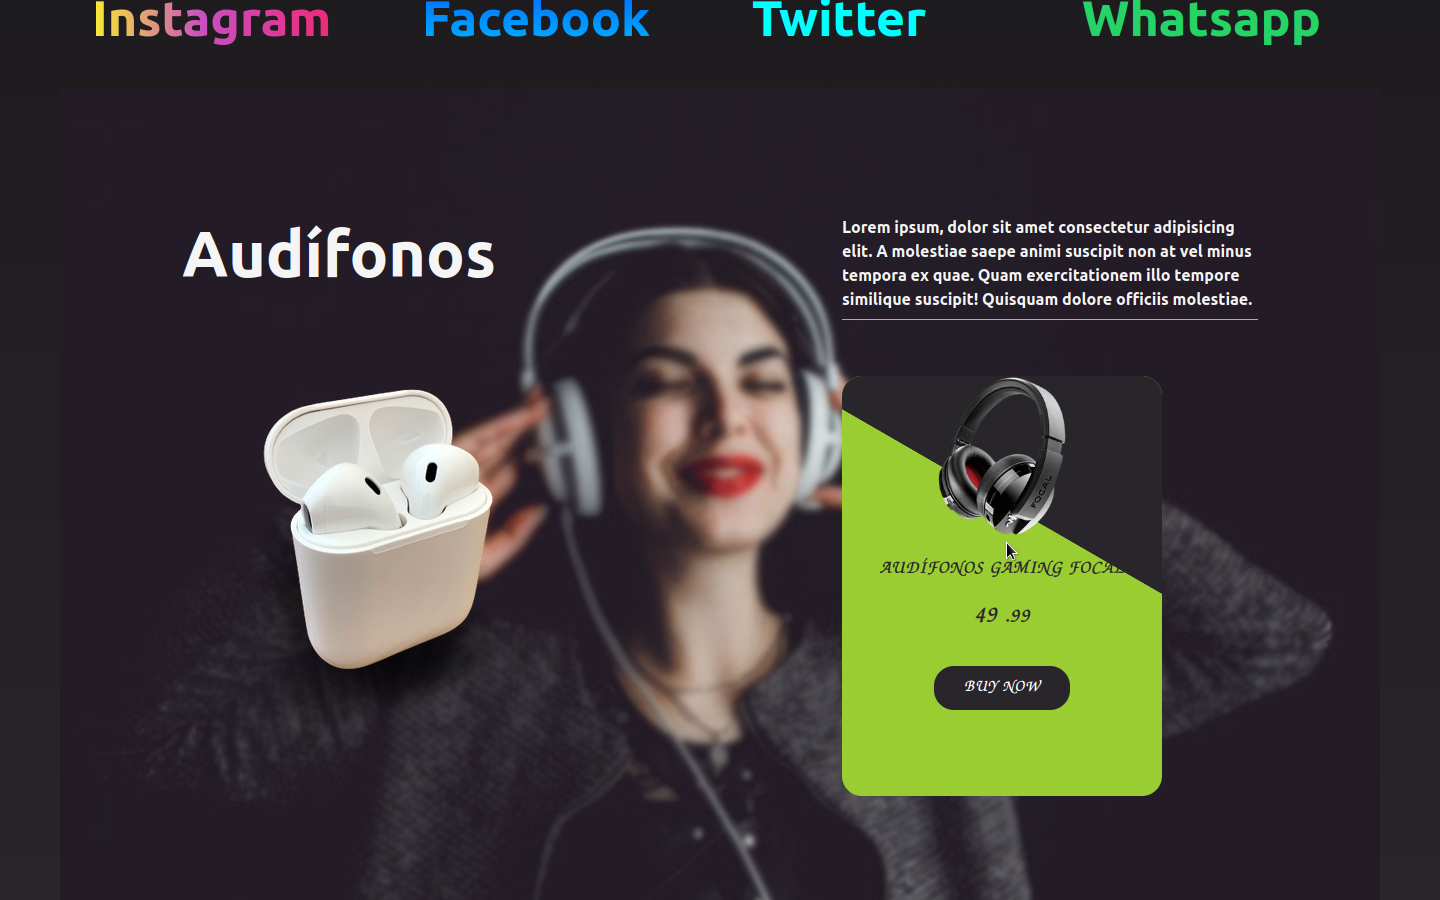 Instagram Facebook Twitter Whatsapp
Audífonos
Lorem ipsum, dolor sit amet consectetur adipisicing
elit. A molestiae saepe animi suscipit non at vel minus
tempora ex quae. Quam exercitationem illo tempore
similique suscipit! Quisquam dolore officiis molestiae.
FOCAL
AUDÍFONOS GAMING FOCAL
49 .99
BUY NOW